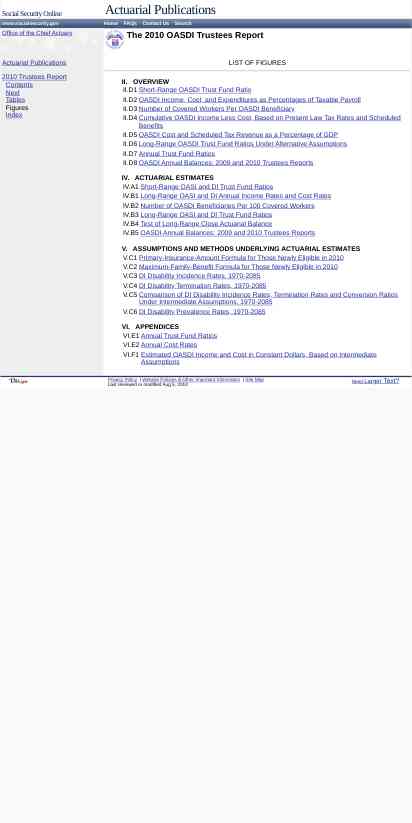 Social Security Online
Actuarial Publications
www.socialsecurity.gov
Home FAQs Contact Us Search
Office of the Chief Actuary
The 2010 OASDI Trustees Report
Actuarial Publications
2010 Trustees Report
Contents
Next
Tables
Figures
Index
LIST OF FIGURES
II. OVERVIEW
II.D1 Short-Range OASDI Trust Fund Ratio
II.D2 OASDI Income, Cost, and Expenditures as Percentages of Taxable Payroll
II.D3 Number of Covered Workers Per OASDI Beneficiary
II.D4 Cumulative OASDI Income Less Cost, Based on Present Law Tax Rates and Scheduled
Benefits
II.D5 OASDI Cost and Scheduled Tax Revenue as a Percentage of GDP
II.D6 Long-Range OASDI Trust Fund Ratios Under Alternative Assumptions
II.D7 Annual Trust Fund Ratios
II.D8 OASDI Annual Balances: 2009 and 2010 Trustees Reports
IV. ACTUARIAL ESTIMATES
IV.A1 Short-Range OASI and DI Trust Fund Ratios
IV.B1 Long-Range OASI and DI Annual Income Rates and Cost Rates
IV.B2 Number of OASDI Beneficiaries Per 100 Covered Workers
IV.B3 Long-Range OASI and DI Trust Fund Ratios
IV.B4 Test of Long-Range Close Actuarial Balance
IV.B5 OASDI Annual Balances: 2009 and 2010 Trustees Reports
V. ASSUMPTIONS AND METHODS UNDERLYING ACTUARIAL ESTIMATES
V.C1 Primary-Insurance-Amount Formula for Those Newly Eligible in 2010
V.C2 Maximum-Family-Benefit Formula for Those Newly Eligible in 2010
V.C3 DI Disability Incidence Rates, 1970-2085
V.C4 DI Disability Termination Rates, 1970-2085
V.C5 Comparison of DI Disability Incidence Rates, Termination Rates and Conversion Ratios
Under Intermediate Assumptions, 1970-2085
V.C6 DI Disability Prevalence Rates, 1970-2085
VI. APPENDICES
VI.E1 Annual Trust Fund Ratios
VI.E2 Annual Cost Rates
VI.F1 Estimated OASDI Income and Cost in Constant Dollars, Based on Intermediate
Assumptions
Privacy Policy | Website Policies & Other Important Information | Site Map
Last reviewed or modified Aug 5,
Need Larger Text?